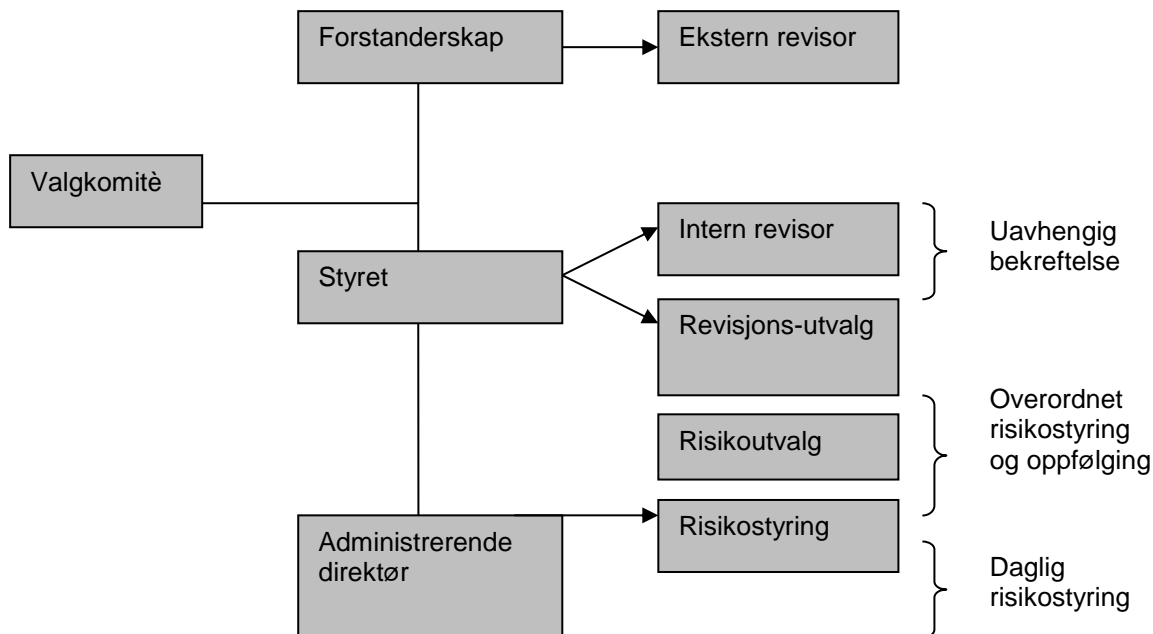 Forstanderskap
Ekstern revisor
Valgkomitè
Intern revisor
Uavhengig
bekreftelse
Styret
Revisjons-utvalg
Overordnet
risikostyring
og oppfølging
Risikoutvalg
Risikostyring
Administrerende
direktør
Daglig
risikostyring